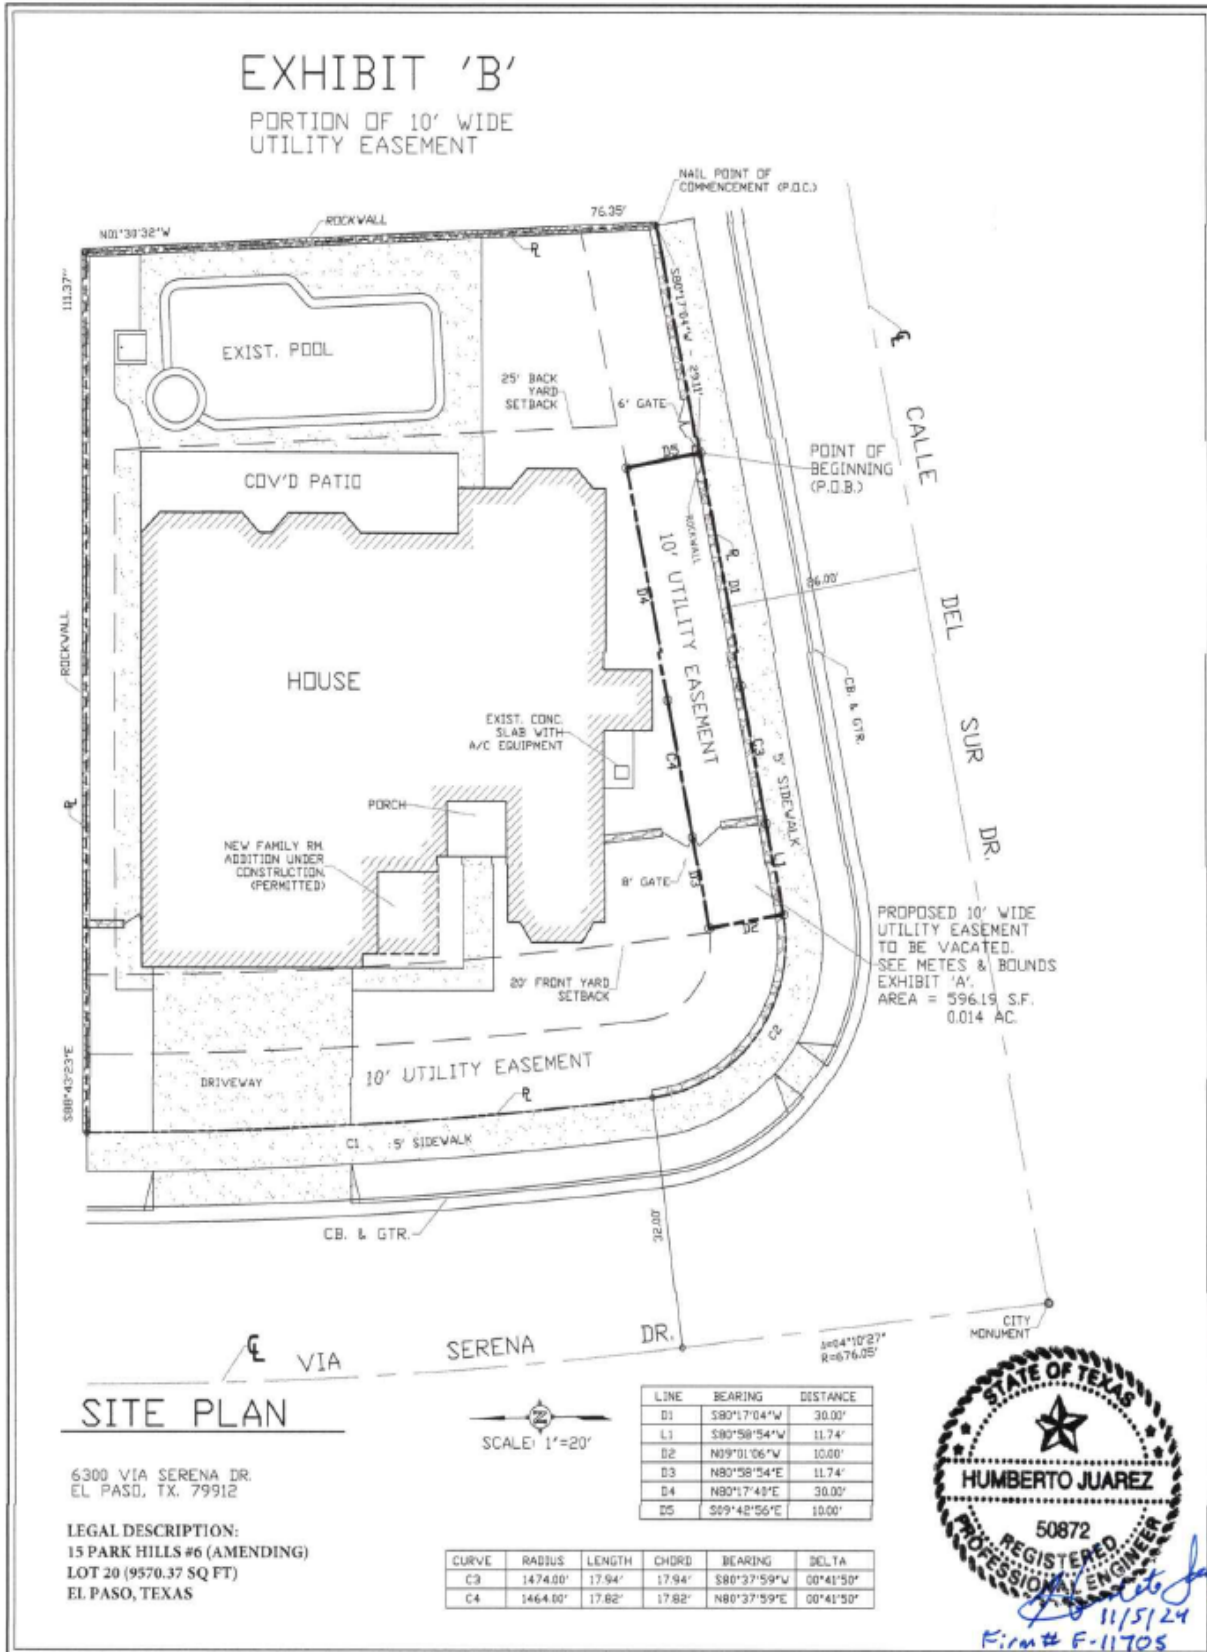 EXHIBIT 'B'
PORTION OF 10' WIDE
UTILITY EASEMENT
NAIL POINT OF
COMMENCEMENT (P.O.C.)
N01°30'32"W
ROCKWALL
76.35'
PL
111.37'
S80°17'04"W - 29.11'
EXIST. POOL
CL
25' BACK
YARD
SETBACK
6' GATE
CALLE
DEL
SUR
DR.
D5
POINT OF
BEGINNING
(P.O.B.)
COV'D PATIO
ROCKWALL
PL
10' UTILITY EASEMENT
D1
26.00'
D4
ROCKWALL
HOUSE
CB. & GTR.
EXIST. CONC.
SLAB WITH
A/C EQUIPMENT
C4
C3
5' SIDEWALK
PL
PORCH
NEW FAMILY RM.
ADDITION UNDER
CONSTRUCTION.
(PERMITTED)
8' GATE
D3
L1
D2
PROPOSED 10' WIDE
UTILITY EASEMENT
TO BE VACATED.
SEE METES & BOUNDS
EXHIBIT 'A'.
AREA = 596.19 S.F.
0.014 AC.
20' FRONT YARD
SETBACK
C2
S88°43'23"E
DRIVEWAY
10' UTILITY EASEMENT
PL
C1
5' SIDEWALK
CB. & GTR.
32.00'
CITY
MONUMENT
CL
VIA SERENA DR.
Δ=04°10'27"
R=676.05'
SITE PLAN
SCALE: 1"=20'
6300 VIA SERENA DR.
EL PASO, TX. 79912
LEGAL DESCRIPTION:
15 PARK HILLS #6 (AMENDING)
LOT 20 (9570.37 SQ FT)
EL PASO, TEXAS
LINE BEARING DISTANCE
D1 S80°17'04"W 30.00'
L1 S80°58'54"W 11.74'
D2 N09°01'06"W 10.00'
D3 N80°58'54"E 11.74'
D4 N80°17'40"E 30.00'
D5 S09°42'56"E 10.00'
CURVE RADIUS LENGTH CHORD BEARING DELTA
C3 1474.00' 17.94' 17.94' S80°37'59"W 00°41'50"
C4 1464.00' 17.82' 17.82' N80°37'59"E 00°41'50"
STATE OF TEXAS
HUMBERTO JUAREZ
50872
REGISTERED
PROFESSIONAL ENGINEER
11/5/24
Firm# F-11705